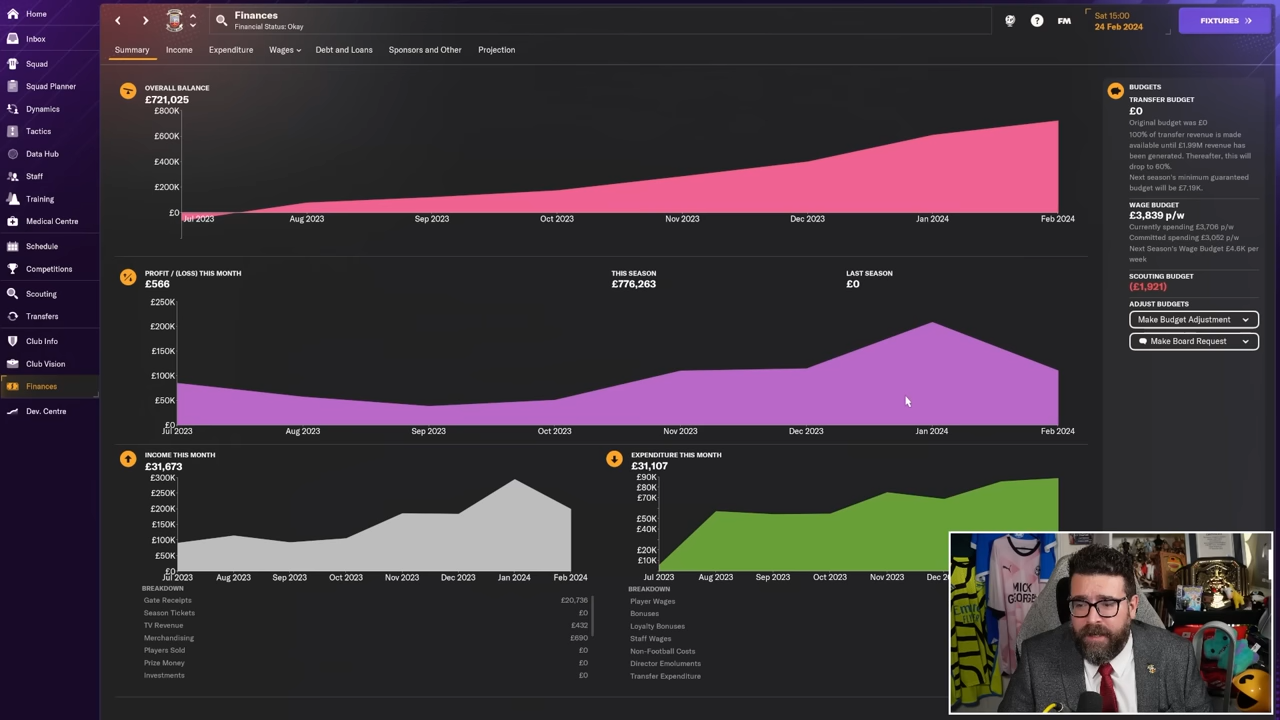 Home
Inbox
Squad
Squad Planner
Dynamics
Tactics
Data Hub
Staff
Training
Medical Centre
Schedule
Competitions
Scouting
Transfers
Club Info
Club Vision
Finances
Dev. Centre
Finances
Financial Status: Okay
FM
Sat 15:00
24 Feb 2024
FIXTURES
Summary
Income
Expenditure
Wages
Debt and Loans
Sponsors and Other
Projection
OVERALL BALANCE
£721,025
£800K
£600K
£400K
£200K
£0
Jul 2023
Aug 2023
Sep 2023
Oct 2023
Nov 2023
Dec 2023
Jan 2024
Feb 2024
PROFIT / (LOSS) THIS MONTH
£566
THIS SEASON
£776,263
LAST SEASON
£0
£250K
£200K
£150K
£100K
£50K
£0
Jul 2023
Aug 2023
Sep 2023
Oct 2023
Nov 2023
Dec 2023
Jan 2024
Feb 2024
INCOME THIS MONTH
£31,673
£300K
£250K
£200K
£150K
£100K
£50K
£0
Jul 2023
Aug 2023
Sep 2023
Oct 2023
Nov 2023
Dec 2023
Jan 2024
Feb 2024
BREAKDOWN
Gate Receipts £20,736
Season Tickets £0
TV Revenue £432
Merchandising £690
Players Sold £0
Prize Money £0
Investments £0
EXPENDITURE THIS MONTH
£31,107
£90K
£80K
£70K
£50K
£40K
£20K
£10K
Jul 2023
Aug 2023
Sep 2023
Oct 2023
Nov 2023
Dec
BREAKDOWN
Player Wages
Bonuses
Loyalty Bonuses
Staff Wages
Non-Football Costs
Director Emoluments
Transfer Expenditure
BUDGETS
TRANSFER BUDGET
£0
Original budget was £0
100% of transfer revenue is made
available until £1.99M revenue has
been generated. Thereafter, this will
drop to 60%.
Next season's minimum guaranteed
budget will be £7.19K.
WAGE BUDGET
£3,839 p/w
Currently spending £3,706 p/w
Committed spending £3,052 p/w
Next Season's Wage Budget £4.6K per
week
SCOUTING BUDGET
(£1,921)
ADJUST BUDGETS
Make Budget Adjustment
Make Board Request
MICK
GEORGE